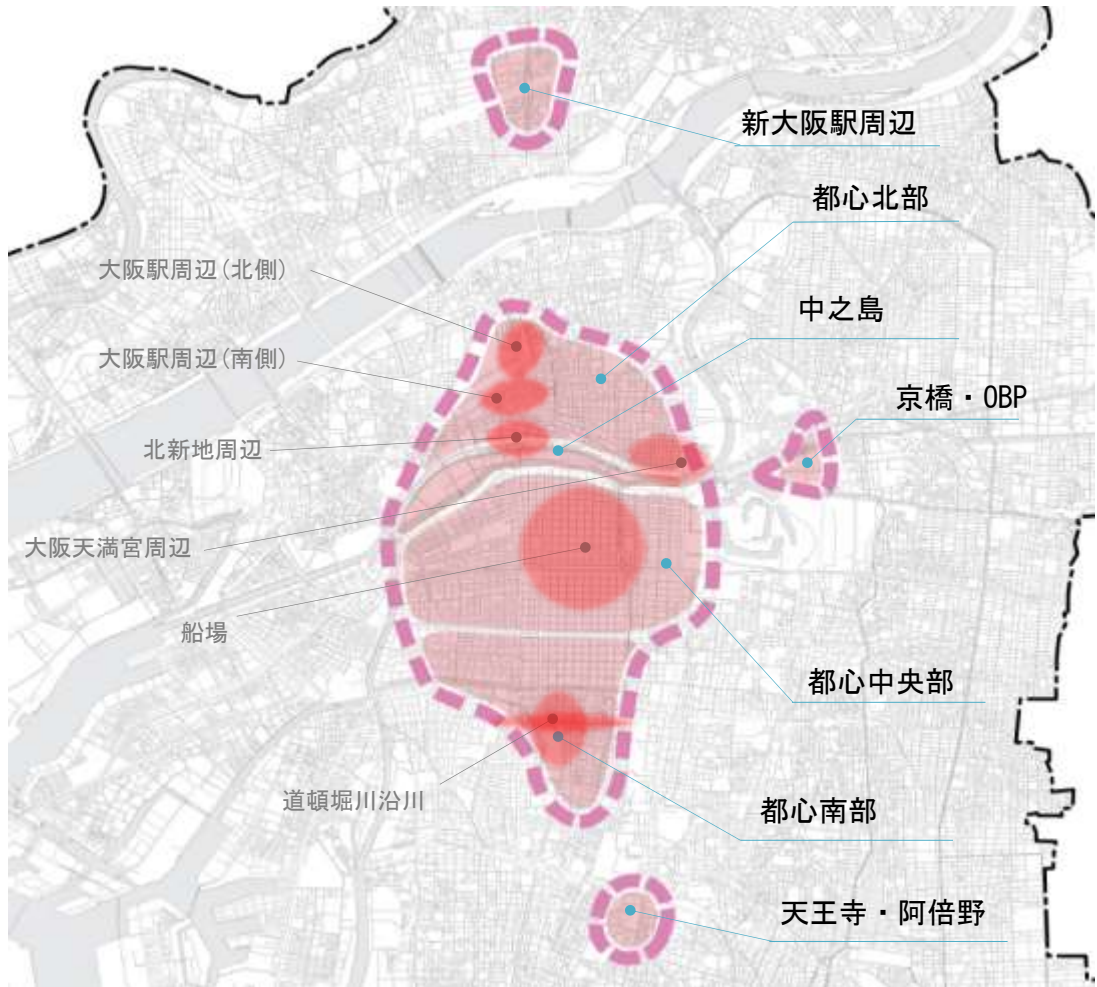 新大阪駅周辺
都心北部
大阪駅周辺(北側)
中之島
大阪駅周辺(南側)
京橋・OBP
北新地周辺
大阪天満宮周辺
船場
都心中央部
道頓堀川沿川
都心南部
天王寺・阿倍野